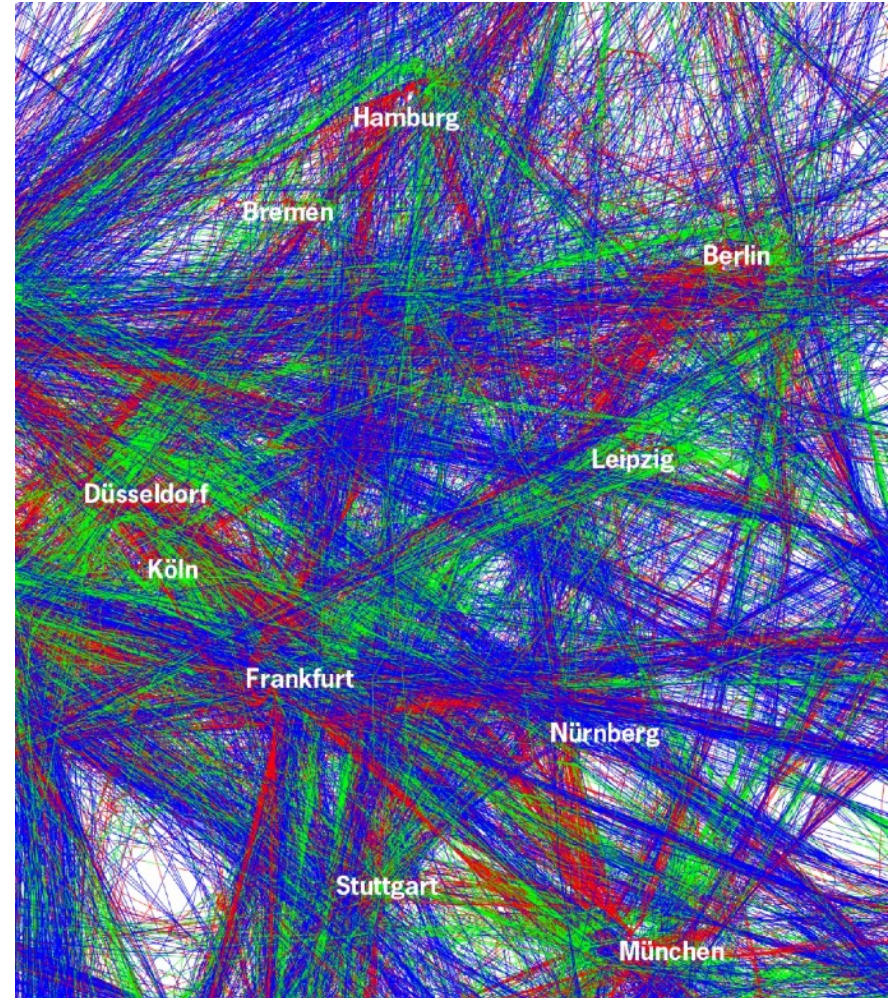 Hamburg
Bremen
Berlin
Leipzig
Düsseldorf
Köln
Frankfurt
Nürnberg
Stuttgart
München